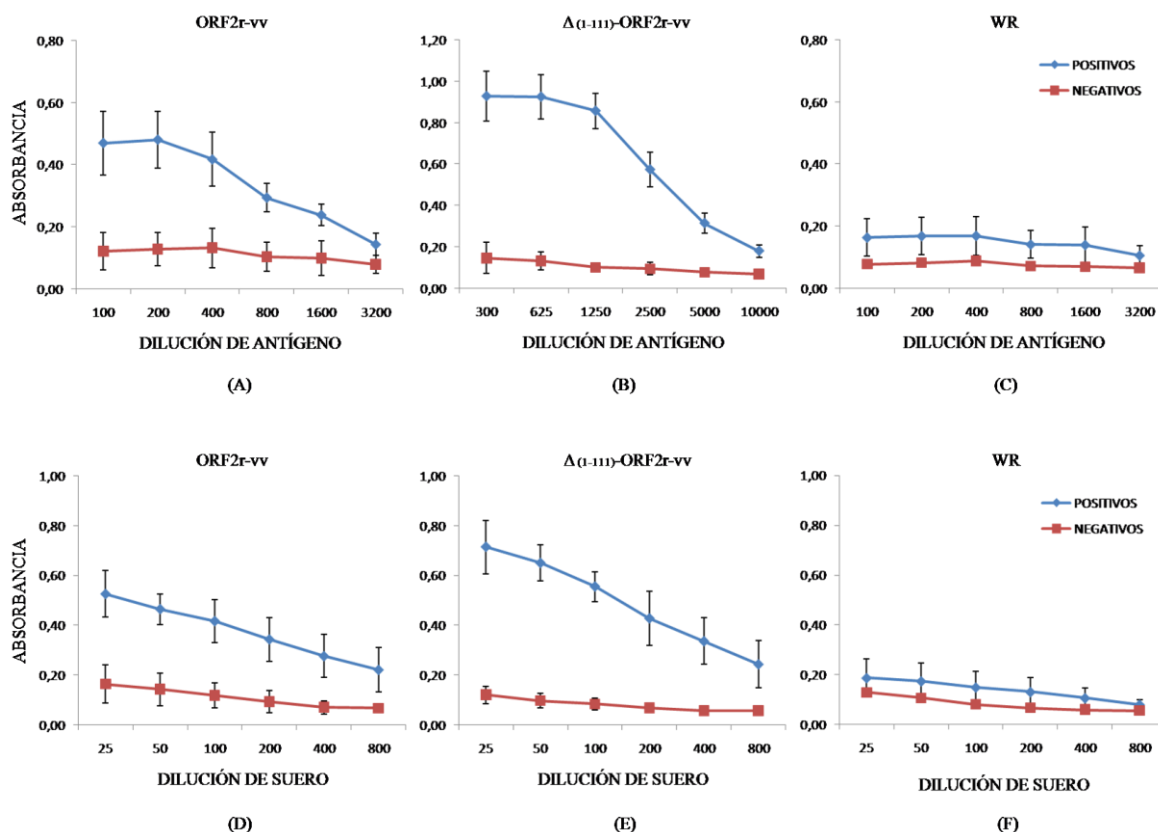 ORF2r-vv
Δ(1-111)-ORF2r-vv
WR
ABSORBANCIA
0,80
0,60
0,40
0,20
0,00
100 200 400 800 1600 3200
DILUCIÓN DE ANTÍGENO
(A)
1,20
1,00
0,80
0,60
0,40
0,20
0,00
300 625 1250 2500 5000 10000
DILUCIÓN DE ANTÍGENO
(B)
0,80
0,60
0,40
0,20
0,00
POSITIVOS
NEGATIVOS
100 200 400 800 1600 3200
DILUCIÓN DE ANTÍGENO
(C)
ORF2r-vv
Δ(1-111)-ORF2r-vv
WR
ABSORBANCIA
1,00
0,80
0,60
0,40
0,20
0,00
25 50 100 200 400 800
DILUCIÓN DE SUERO
(D)
1,00
0,80
0,60
0,40
0,20
0,00
25 50 100 200 400 800
DILUCIÓN DE SUERO
(E)
1,00
0,80
0,60
0,40
0,20
0,00
POSITIVOS
NEGATIVOS
25 50 100 200 400 800
DILUCIÓN DE SUERO
(F)